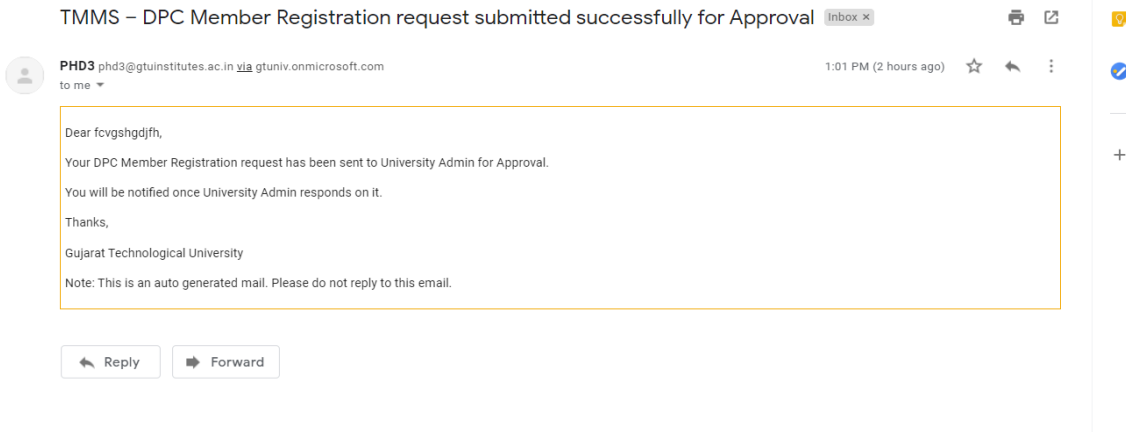 TMMS – DPC Member Registration request submitted successfully for Approval Inbox ×
PHD3 phd3@gtuinstitutes.ac.in via gtuniv.onmicrosoft.com 1:01 PM (2 hours ago)
to me
Dear fcvgshgdjfh,
Your DPC Member Registration request has been sent to University Admin for Approval.
You will be notified once University Admin responds on it.
Thanks,
Gujarat Technological University
Note: This is an auto generated mail. Please do not reply to this email.
Reply Forward